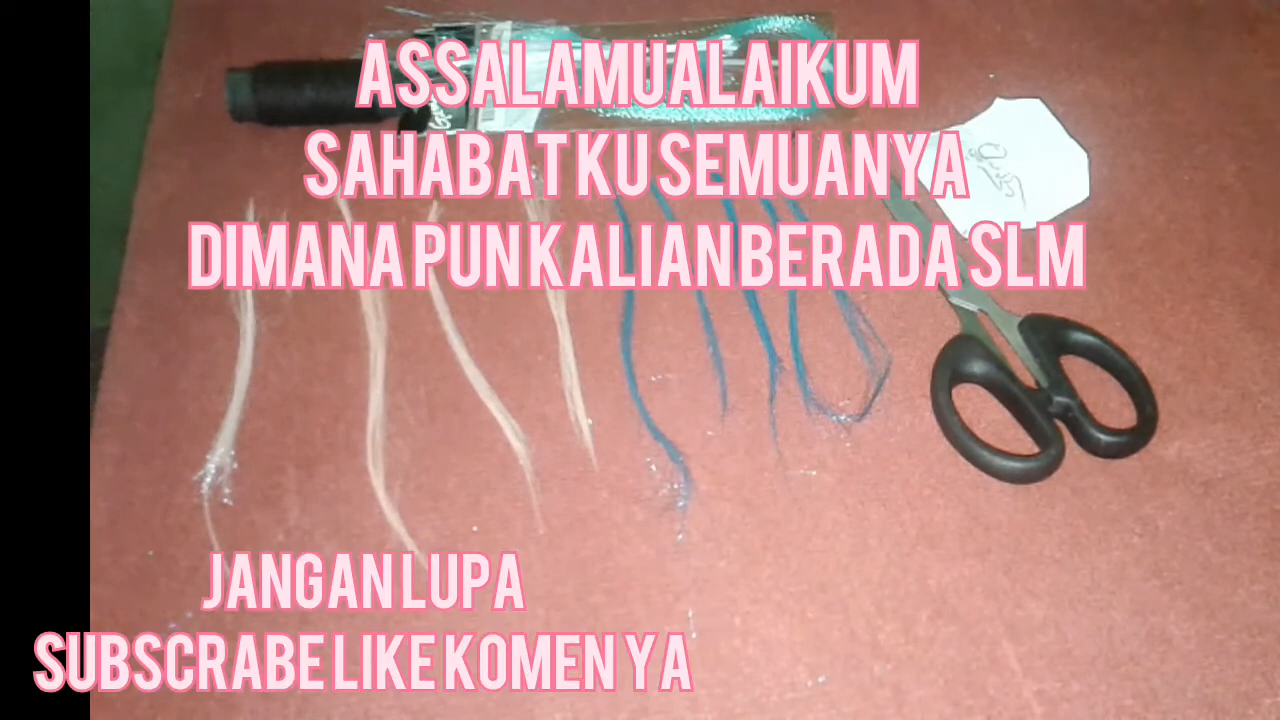 ASSALAMUALAIKUM
SAHABAT KU SEMUANYA
DIMANA PUN KALIAN BERADA SLM
JANGAN LUPA
SUBSCRABE LIKE KOMEN YA